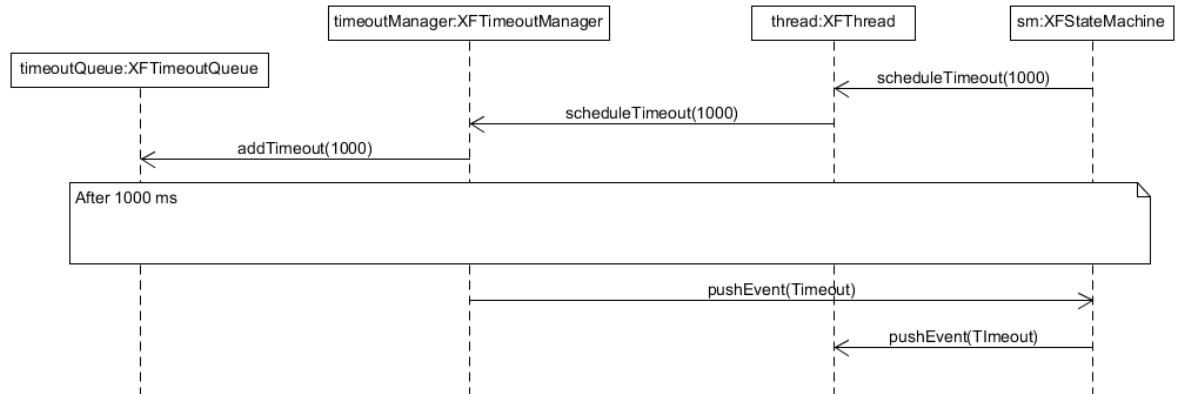 timeoutManager:XFTimeoutManager
thread:XFThread
sm:XFStateMachine
timeoutQueue:XFTimeoutQueue
scheduleTimeout(1000)
scheduleTimeout(1000)
addTimeout(1000)
After 1000 ms
pushEvent(Timeout)
pushEvent(TImeout)